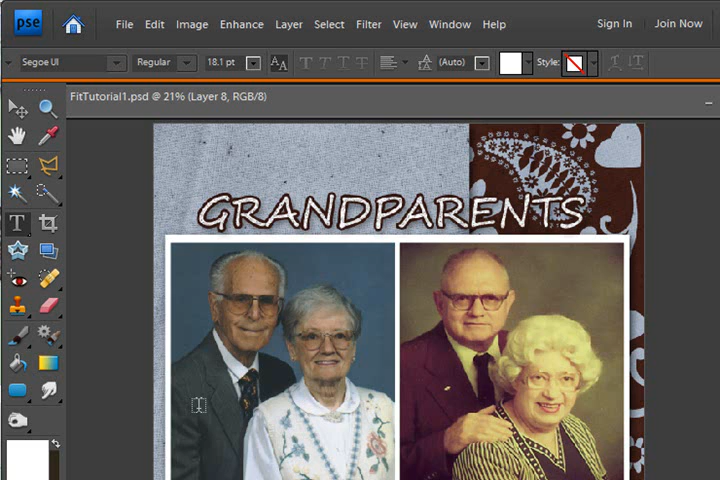 pse File Edit Image Enhance Layer Select Filter View Window Help Sign In Join Now
Segoe UI Regular 18.1 pt AA T T T T (Auto) Style: T T
FitTutorial1.psd @ 21% (Layer 8, RGB/8)
GRANDPARENTS
T